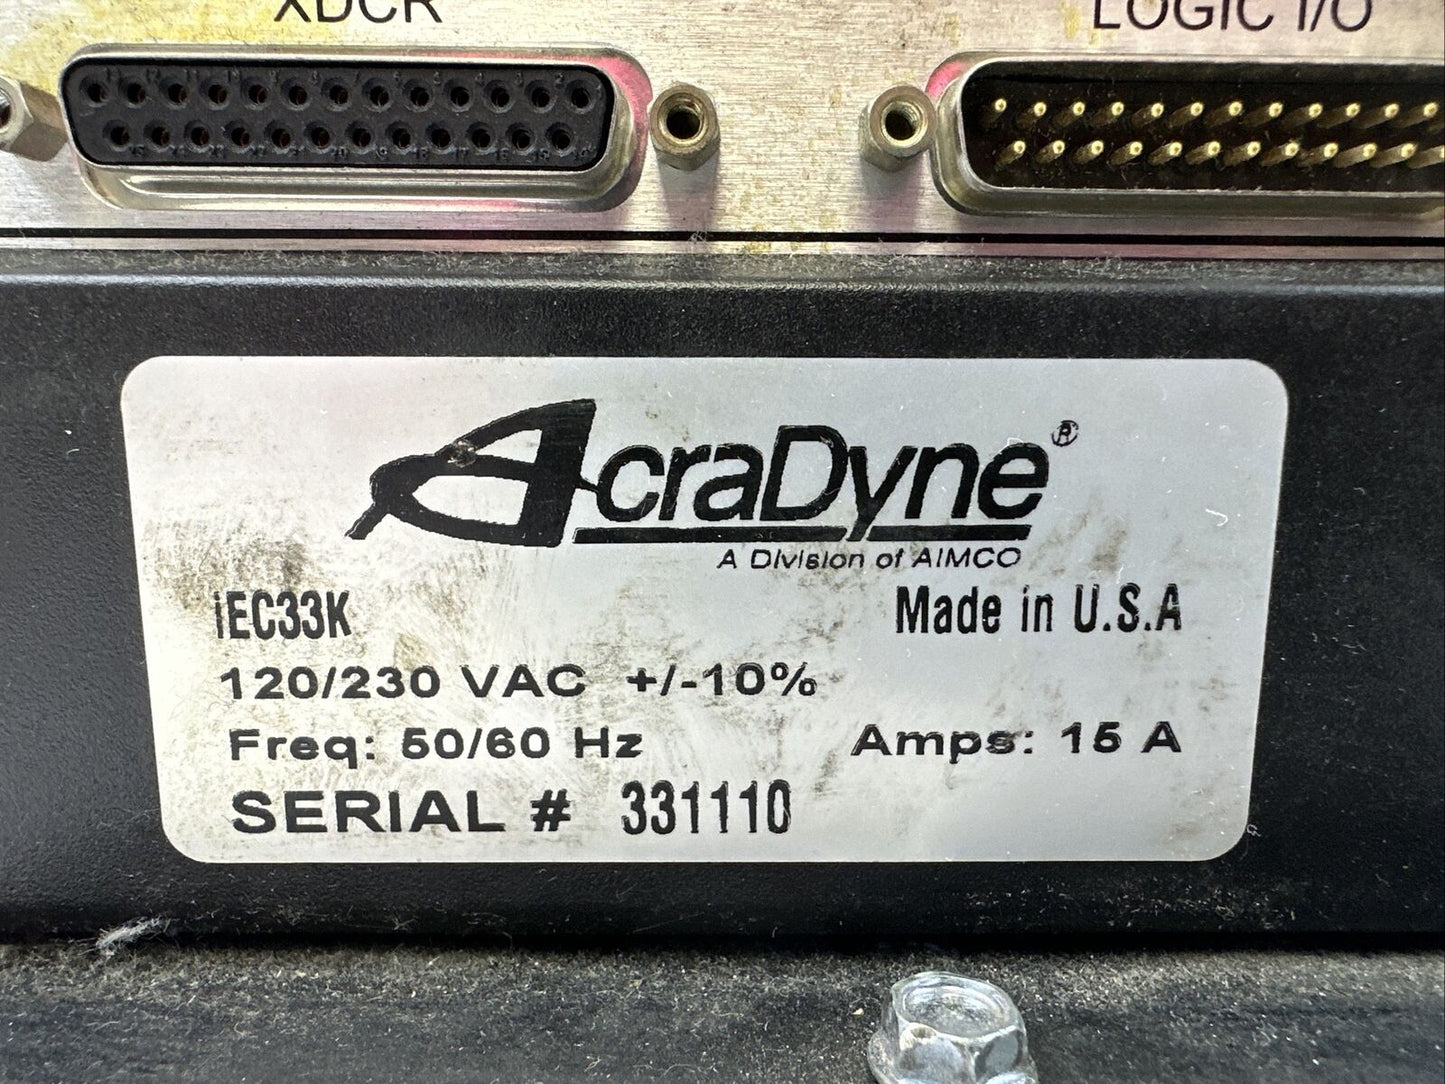 XDCR
LOGIC I/O
AcraDyne®
A Division of AIMCO
iEC33K
Made in U.S.A
120/230 VAC +/-10%
Freq: 50/60 Hz
Amps: 15 A
SERIAL # 331110